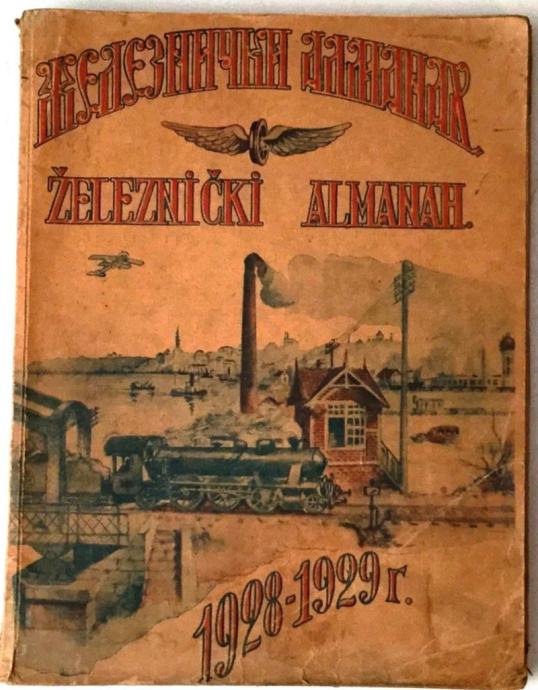 ЖЕЛЕЗНИЧКИ АЛМАНАХ.
ŽELEZNIČKI ALMANAH.
1928-1929 г.